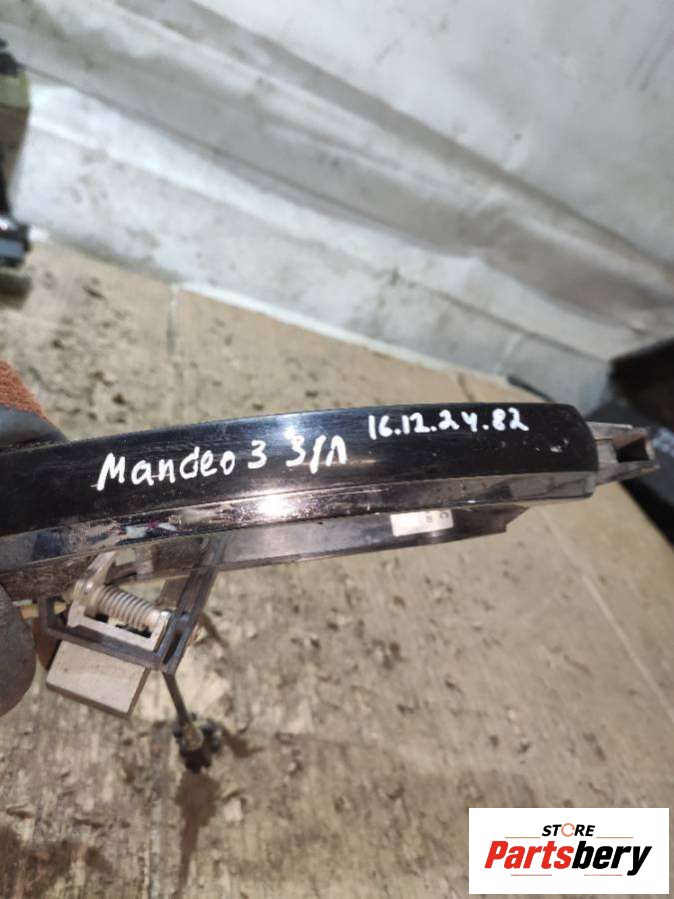 Mandeo 3 З/Л 16.12.24.82
STORE
Partsbery